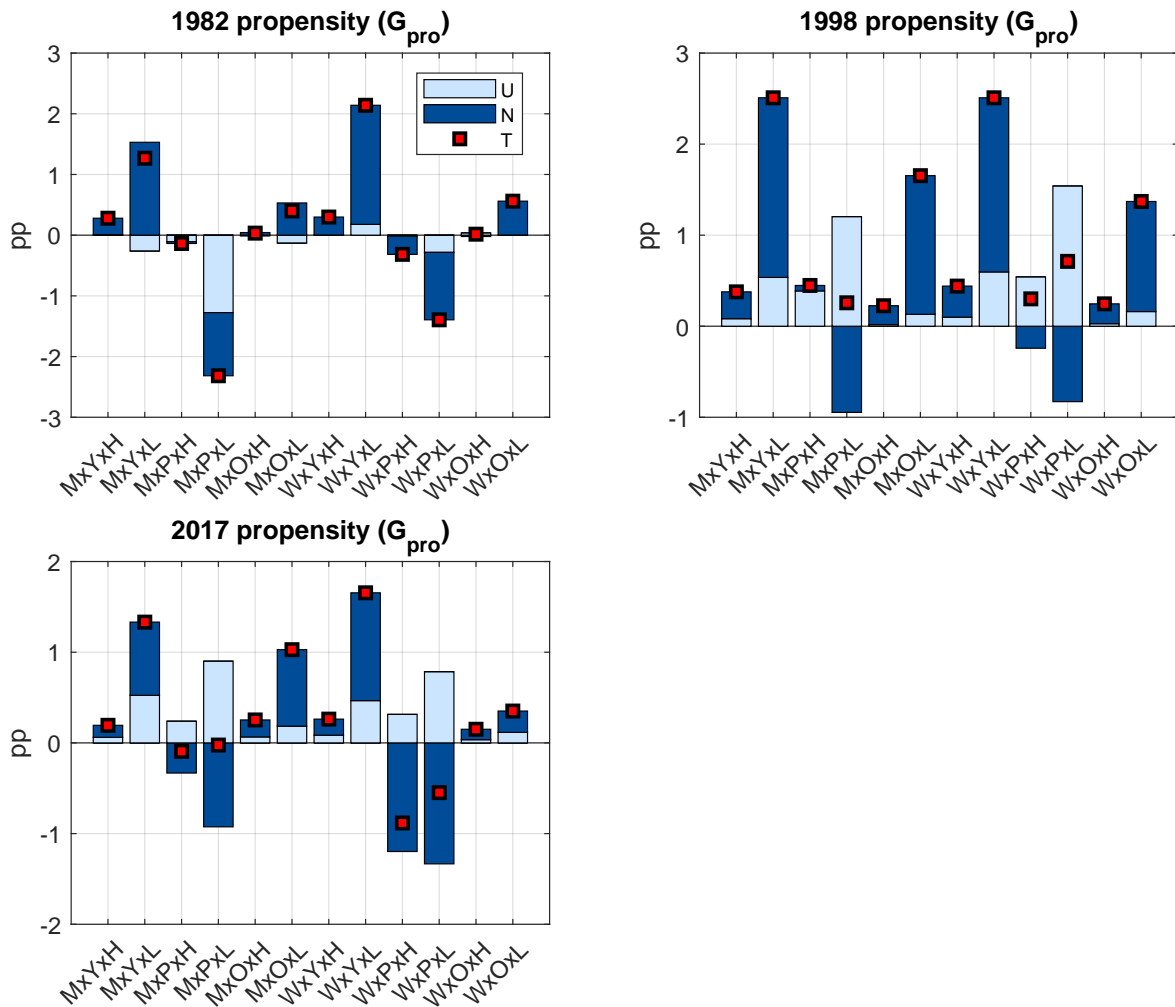 1982 propensity (G_pro)
3
2
1
0
-1
-2
-3
pp
U
N
T
MxYxH
MxYxL
MxPxH
MxPxL
MxOxH
MxOxL
WxYxH
WxYxL
WxPxH
WxPxL
WxOxH
WxOxL
1998 propensity (G_pro)
3
2
1
0
-1
pp
MxYxH
MxYxL
MxPxH
MxPxL
MxOxH
MxOxL
WxYxH
WxYxL
WxPxH
WxPxL
WxOxH
WxOxL
2017 propensity (G_pro)
2
1
0
-1
-2
pp
MxYxH
MxYxL
MxPxH
MxPxL
MxOxH
MxOxL
WxYxH
WxYxL
WxPxH
WxPxL
WxOxH
WxOxL